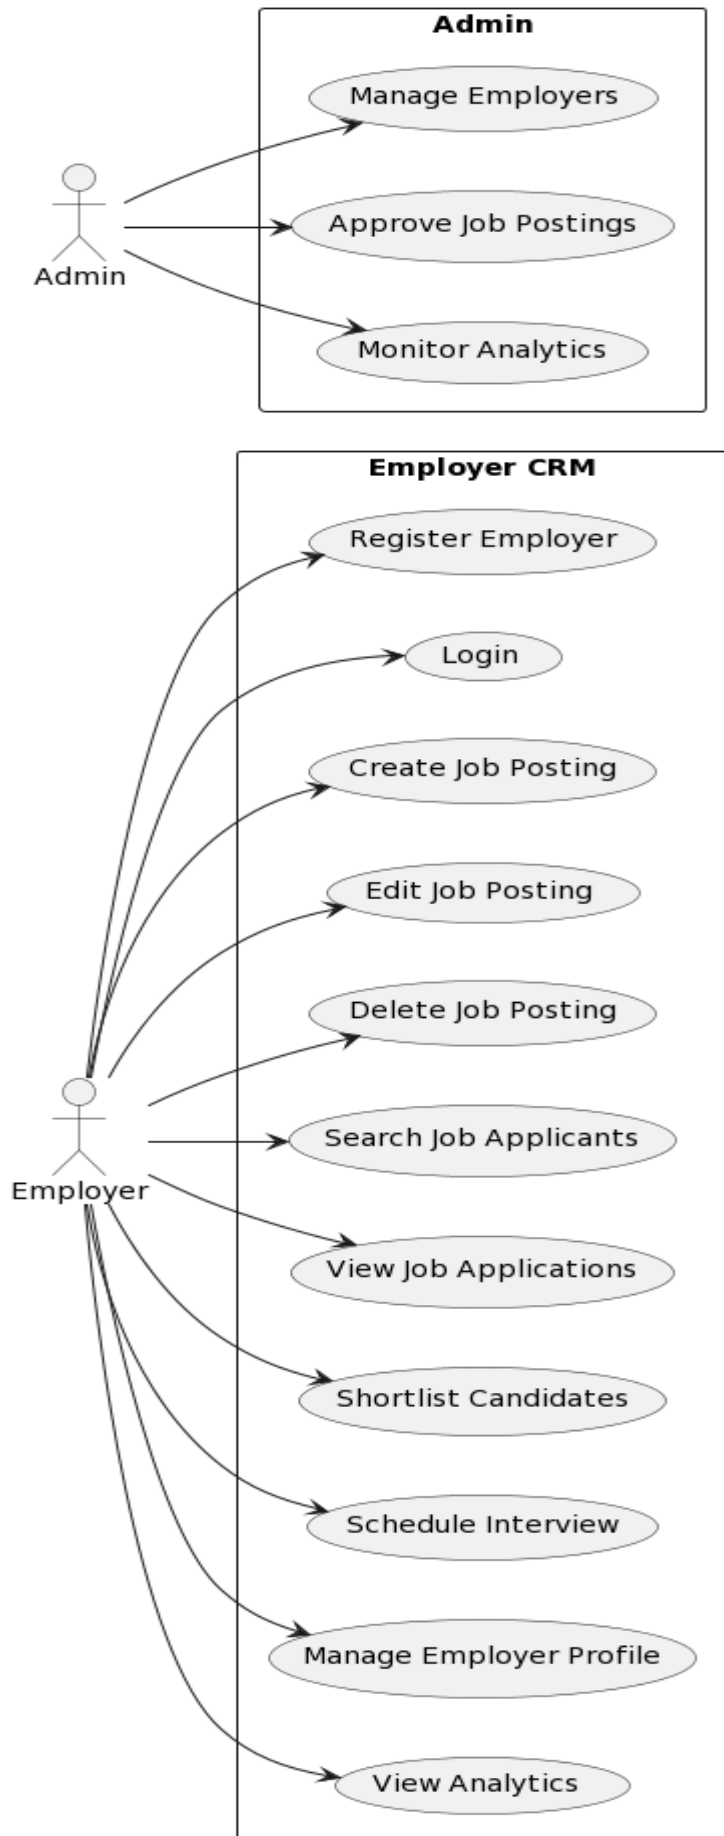 Admin
Manage Employers
Approve Job Postings
Admin
Monitor Analytics
Employer CRM
Register Employer
Login
Create Job Posting
Edit Job Posting
Delete Job Posting
Search Job Applicants
Employer
View Job Applications
Shortlist Candidates
Schedule Interview
Manage Employer Profile
View Analytics